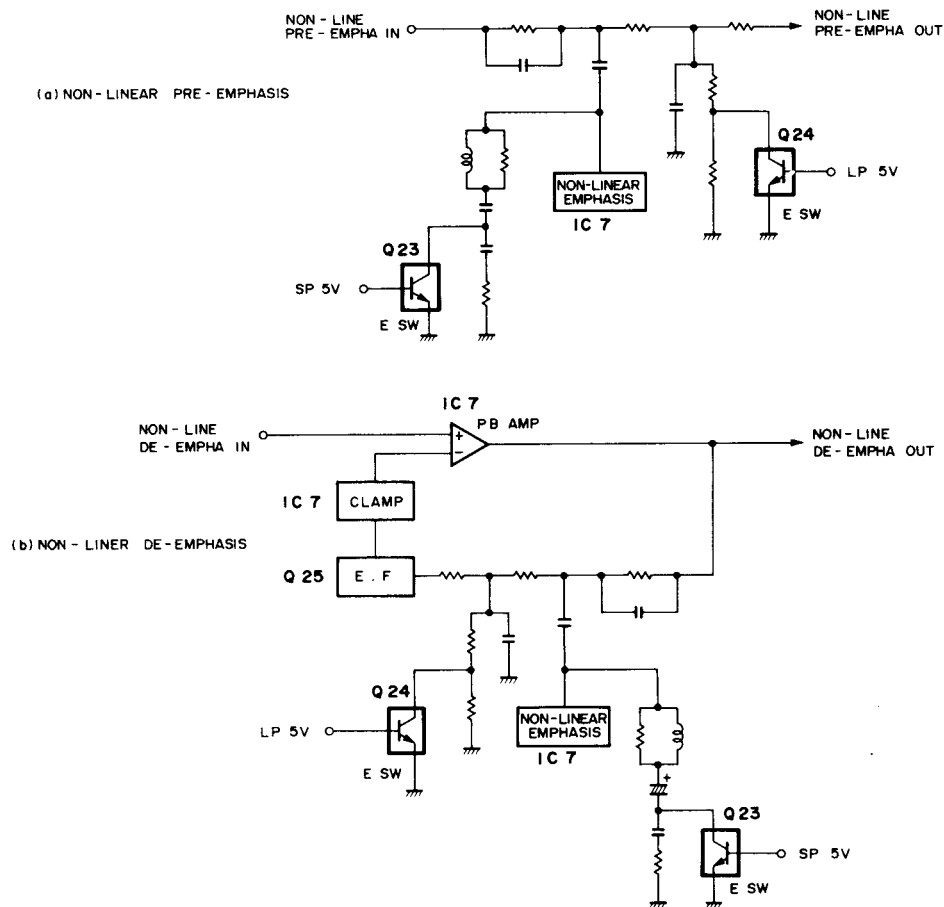 NON-LINE
PRE-EMPHA IN
NON-LINE
PRE-EMPHA OUT
(a) NON-LINEAR PRE-EMPHASIS
Q24
LP 5V
E SW
NON-LINEAR
EMPHASIS
IC 7
Q23
SP 5V
E SW
IC 7
PB AMP
NON-LINE
DE-EMPHA IN
+
−
NON-LINE
DE-EMPHA OUT
IC 7
CLAMP
(b) NON-LINER DE-EMPHASIS
Q25
E.F
Q24
LP 5V
E SW
NON-LINEAR
EMPHASIS
IC 7
+
Q23
SP 5V
E SW